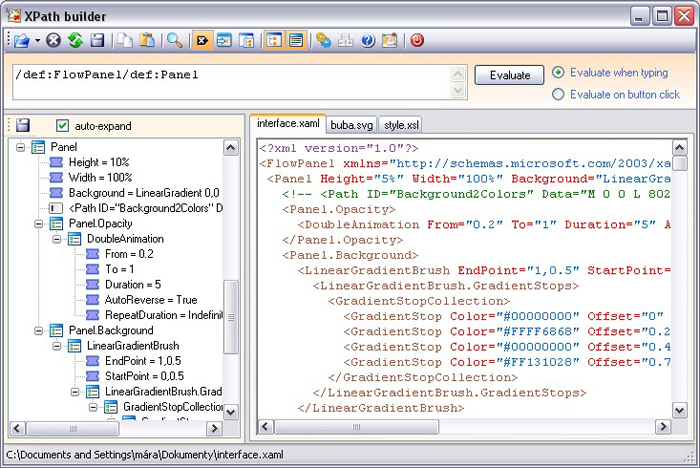 XPath builder
/def:FlowPanel/def:Panel
Evaluate
Evaluate when typing
Evaluate on button click
auto-expand
Panel
Height = 10%
Width = 100%
Background = LinearGradient 0,0
<Path ID="Background2Colors" D
Panel.Opacity
DoubleAnimation
From = 0.2
To = 1
Duration = 5
AutoReverse = True
RepeatDuration = Indefinit
Panel.Background
LinearGradientBrush
EndPoint = 1,0.5
StartPoint = 0,0.5
LinearGradientBrush.Grad
GradientStopCollection
interface.xaml
buba.svg
style.xsl
<?xml version="1.0"?>
<FlowPanel xmlns="http://schemas.microsoft.com/2003/xa
<Panel Height="5%" Width="100%" Background="LinearGra
<!-- <Path ID="Background2Colors" Data="M 0 0 L 802
<Panel.Opacity>
<DoubleAnimation From="0.2" To="1" Duration="5" A
</Panel.Opacity>
<Panel.Background>
<LinearGradientBrush EndPoint="1,0.5" StartPoint=
<LinearGradientBrush.GradientStops>
<GradientStopCollection>
<GradientStop Color="#00000000" Offset="0"
<GradientStop Color="#FFFF6868" Offset="0.2
<GradientStop Color="#00000000" Offset="0.4
<GradientStop Color="#FF131028" Offset="0.7
</GradientStopCollection>
</LinearGradientBrush.GradientStops>
</LinearGradientBrush>
C:\Documents and Settings\mára\Dokumenty\interface.xaml